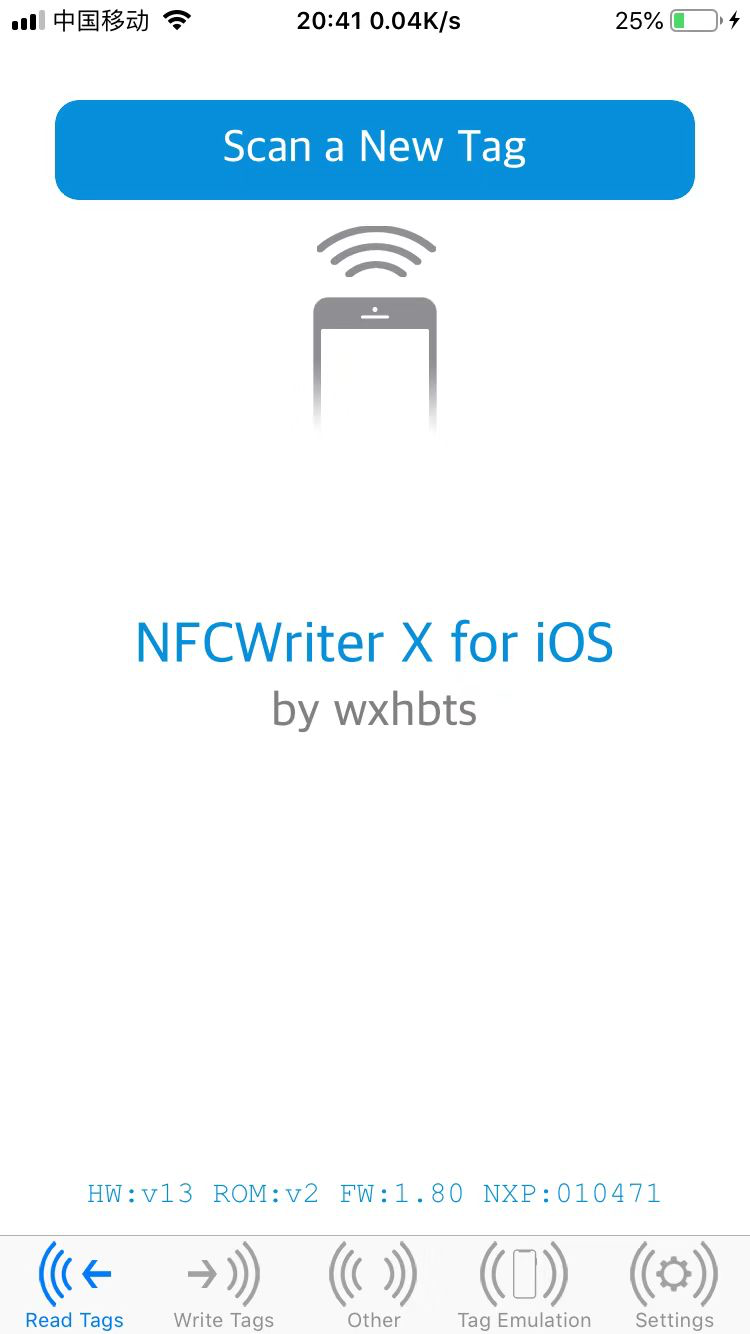 中国移动 20:41 0.04K/s 25%
Scan a New Tag
NFCWriter X for iOS
by wxhbts
HW:v13 ROM:v2 FW:1.80 NXP:010471
Read Tags Write Tags Other Tag Emulation Settings